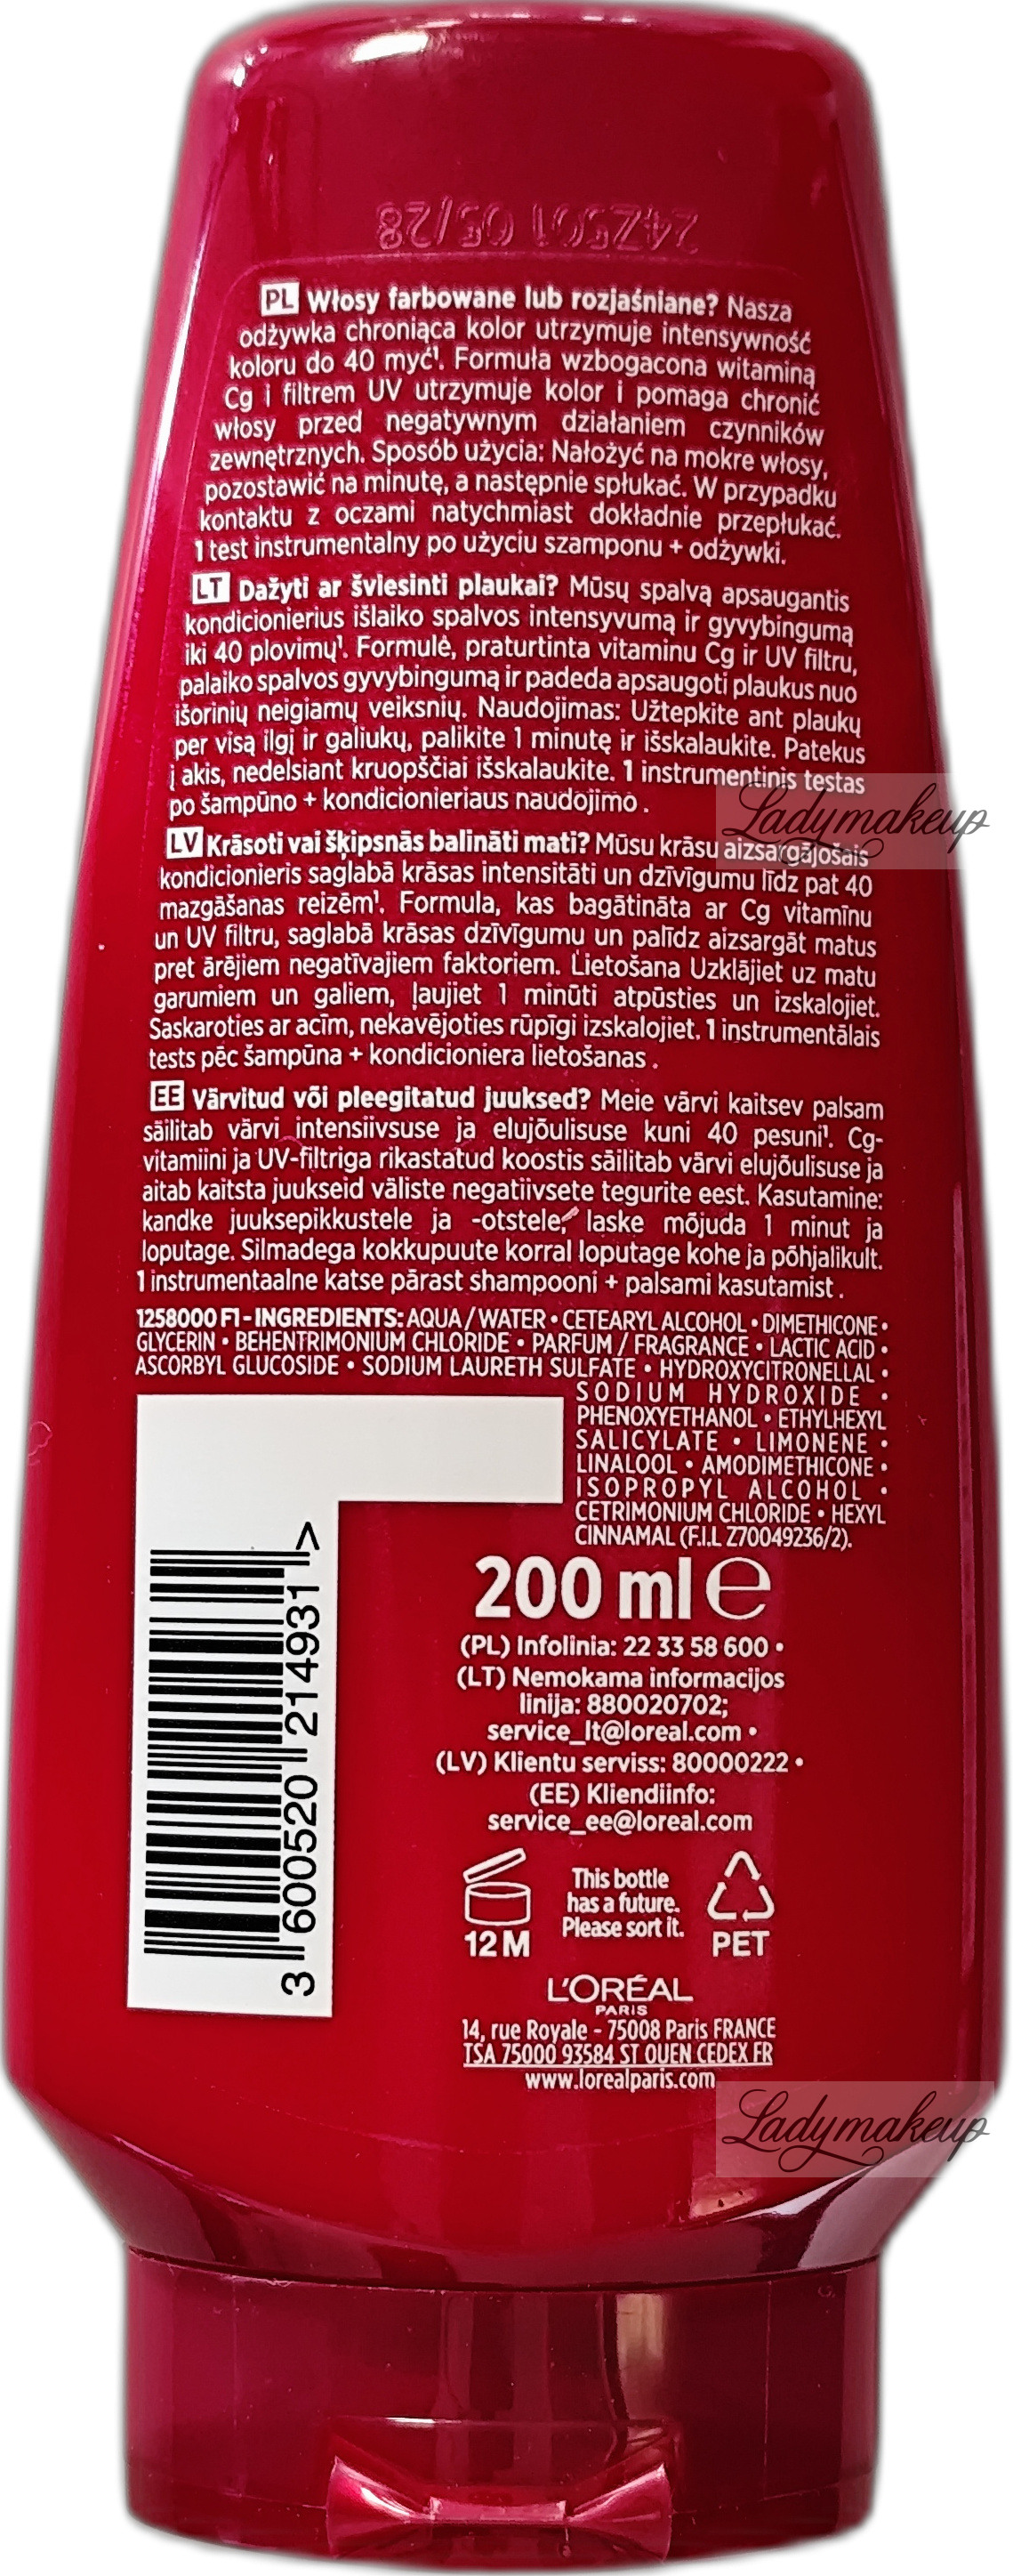 24Z501 05/28
PL Włosy farbowane lub rozjaśniane? Nasza
odżywka chroniąca kolor utrzymuje intensywność
koloru do 40 myć¹. Formuła wzbogacona witaminą
Cg i filtrem UV utrzymuje kolor i pomaga chronić
włosy przed negatywnym działaniem czynników
zewnętrznych. Sposób użycia: Nałożyć na mokre włosy,
pozostawić na minutę, a następnie spłukać. W przypadku
kontaktu z oczami natychmiast dokładnie przepłukać.
1 test instrumentalny po użyciu szamponu + odżywki.
LT Dažyti ar šviesinti plaukai? Mūsų spalvą apsaugantis
kondicionierius išlaiko spalvos intensyvumą ir gyvybingumą
iki 40 plovimų¹. Formulė, praturtinta vitaminu Cg ir UV filtru,
palaiko spalvos gyvybingumą ir padeda apsaugoti plaukus nuo
išorinių neigiamų veiksnių. Naudojimas: Užtepkite ant plaukų
per visą ilgį ir galiukų, palikite 1 minutę ir išskalaukite. Patekus
į akis, nedelsiant kruopščiai išskalaukite. 1 instrumentinis testas
po šampūno + kondicionieriaus naudojimo .
Ladymakeup
LV Krāsoti vai šķipsnās balināti mati? Mūsu krāsu aizsargājošais
kondicionieris saglabā krāsas intensitāti un dzīvīgumu līdz pat 40
mazgāšanas reizēm¹. Formula, kas bagātināta ar Cg vitamīnu
un UV filtru, saglabā krāsas dzīvīgumu un palīdz aizsargāt matus
pret ārējiem negatīvajiem faktoriem. Lietošana Uzklājiet uz matu
garumiem un galiem, ļaujiet 1 minūti atpūsties un izskalojiet.
Saskaroties ar acīm, nekavējoties rūpīgi izskalojiet. 1 instrumentālais
tests pēc šampūna + kondicioniera lietošanas .
EE Värvitud või pleegitatud juuksed? Meie värvi kaitsev palsam
säilitab värvi intensiivsuse ja elujõulisuse kuni 40 pesuni¹. Cg-
vitamiini ja UV-filtriga rikastatud koostis säilitab värvi elujõulisuse ja
aitab kaitsta juukseid väliste negatiivsete tegurite eest. Kasutamine:
kandke juuksepikkustele ja -otstele, laske mõjuda 1 minut ja
loputage. Silmadega kokkupuute korral loputage kohe ja põhjalikult.
1 instrumentaalne katse pärast shampooni + palsami kasutamist .
1258000 F1 - INGREDIENTS: AQUA / WATER • CETEARYL ALCOHOL • DIMETHICONE •
GLYCERIN • BEHENTRIMONIUM CHLORIDE • PARFUM / FRAGRANCE • LACTIC ACID •
ASCORBYL GLUCOSIDE • SODIUM LAURETH SULFATE • HYDROXYCITRONELLAL •
SODIUM HYDROXIDE •
PHENOXYETHANOL • ETHYLHEXYL
SALICYLATE • LIMONENE •
LINALOOL • AMODIMETHICONE •
ISOPROPYL ALCOHOL •
CETRIMONIUM CHLORIDE • HEXYL
CINNAMAL (F.I.L Z70049236/2).
3 600520 214931 >
200 ml e
(PL) Infolinia: 22 33 58 600 •
(LT) Nemokama informacijos
linija: 880020702;
service_lt@loreal.com •
(LV) Klientu serviss: 80000222 •
(EE) Kliendiinfo:
service_ee@loreal.com
12 M
This bottle
has a future.
Please sort it.
PET
L'ORÉAL
PARIS
14, rue Royale - 75008 Paris FRANCE
TSA 75000 93584 ST OUEN CEDEX FR
www.lorealparis.com
Ladymakeup